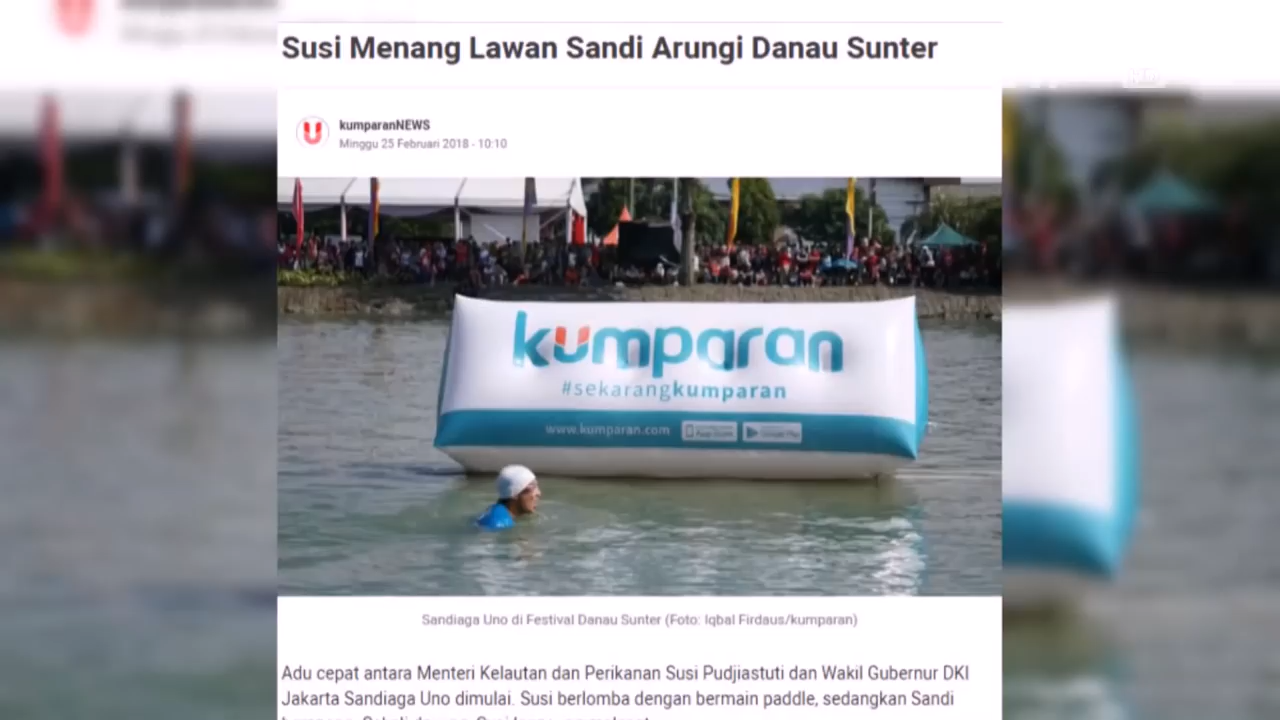 Susi Menang Lawan Sandi Arungi Danau Sunter
kumparanNEWS
Minggu 25 Februari 2018 - 10:10
kumparan
#sekarangkumparan
www.kumparan.com
Google Play
Sandiaga Uno di Festival Danau Sunter (Foto: Iqbal Firdaus/kumparan)
Adu cepat antara Menteri Kelautan dan Perikanan Susi Pudjiastuti dan Wakil Gubernur DKI
Jakarta Sandiaga Uno dimulai. Susi berlomba dengan bermain paddle, sedangkan Sandi